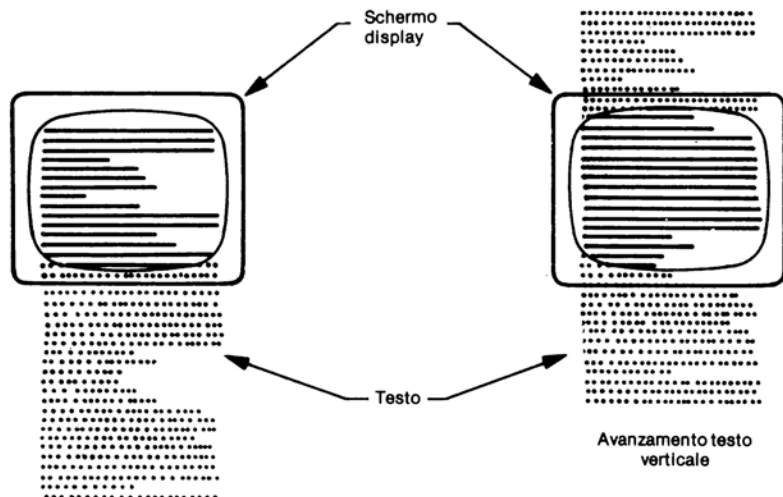 Schermo
display
Testo
Avanzamento testo
verticale